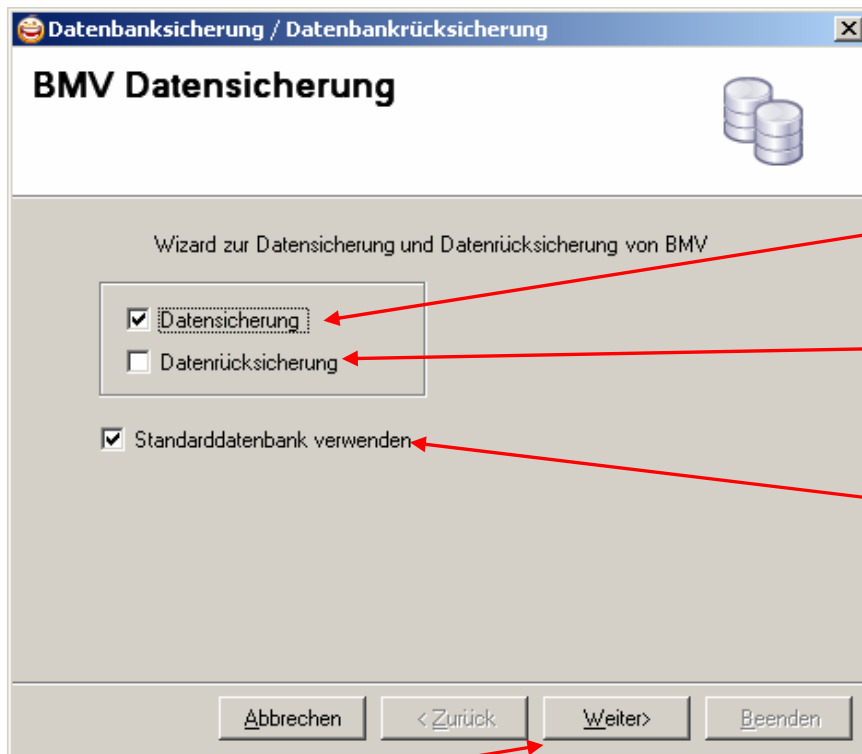 Datenbanksicherung / Datenbankrücksicherung
BMV Datensicherung
Wizard zur Datensicherung und Datenrücksicherung von BMV
Datensicherung
Datenrücksicherung
Standarddatenbank verwenden
Abbrechen
< Zurück
Weiter>
Beenden